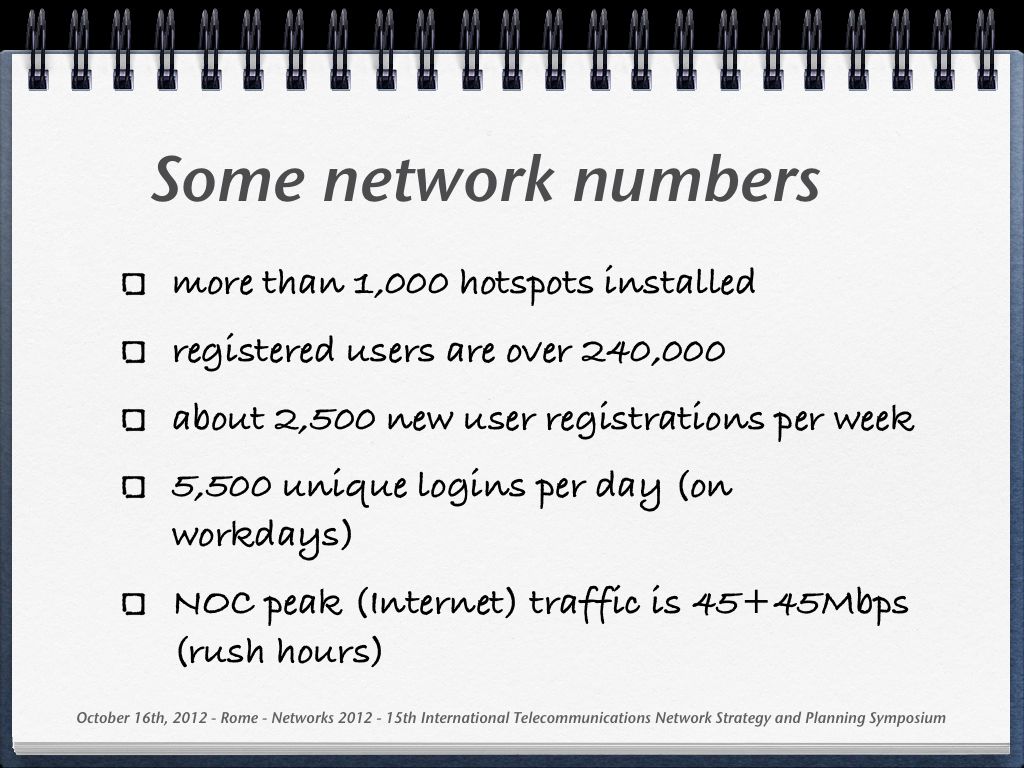 Some network numbers
more than 1,000 hotspots installed
registered users are over 240,000
about 2,500 new user registrations per week
5,500 unique logins per day (on
workdays)
NOC peak (Internet) traffic is 45+45Mbps
(rush hours)
October 16th, 2012 - Rome - Networks 2012 - 15th International Telecommunications Network Strategy and Planning Symposium